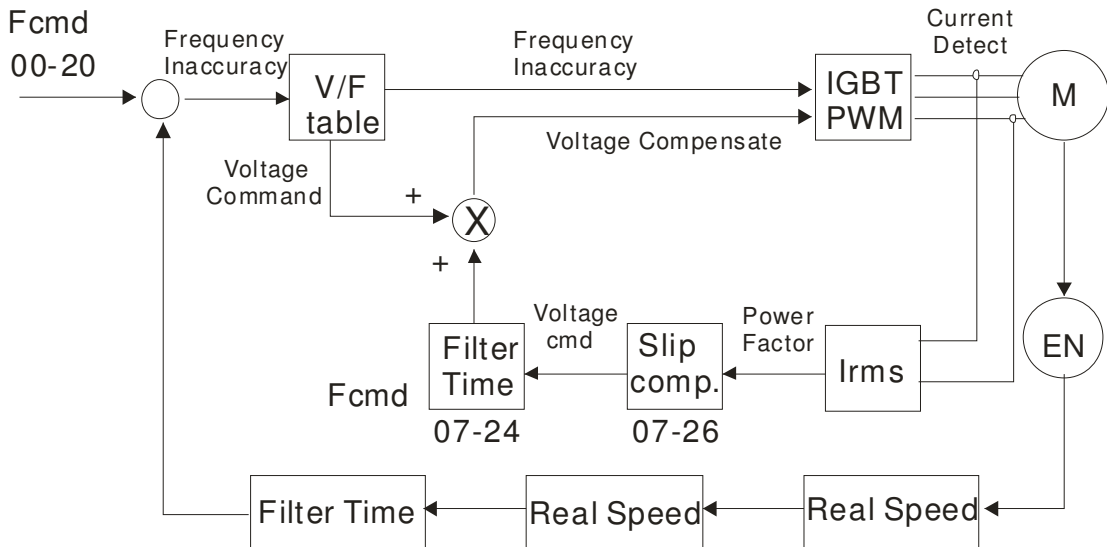 Fcmd
00-20
Frequency
Inaccuracy
V/F
table
Frequency
Inaccuracy
IGBT
PWM
Current
Detect
M
Voltage
Command
+
X
+
Voltage Compensate
Filter
Time
Fcmd
07-24
Voltage
cmd
Slip
comp.
07-26
Power
Factor
Irms
EN
Filter Time
Real Speed
Real Speed